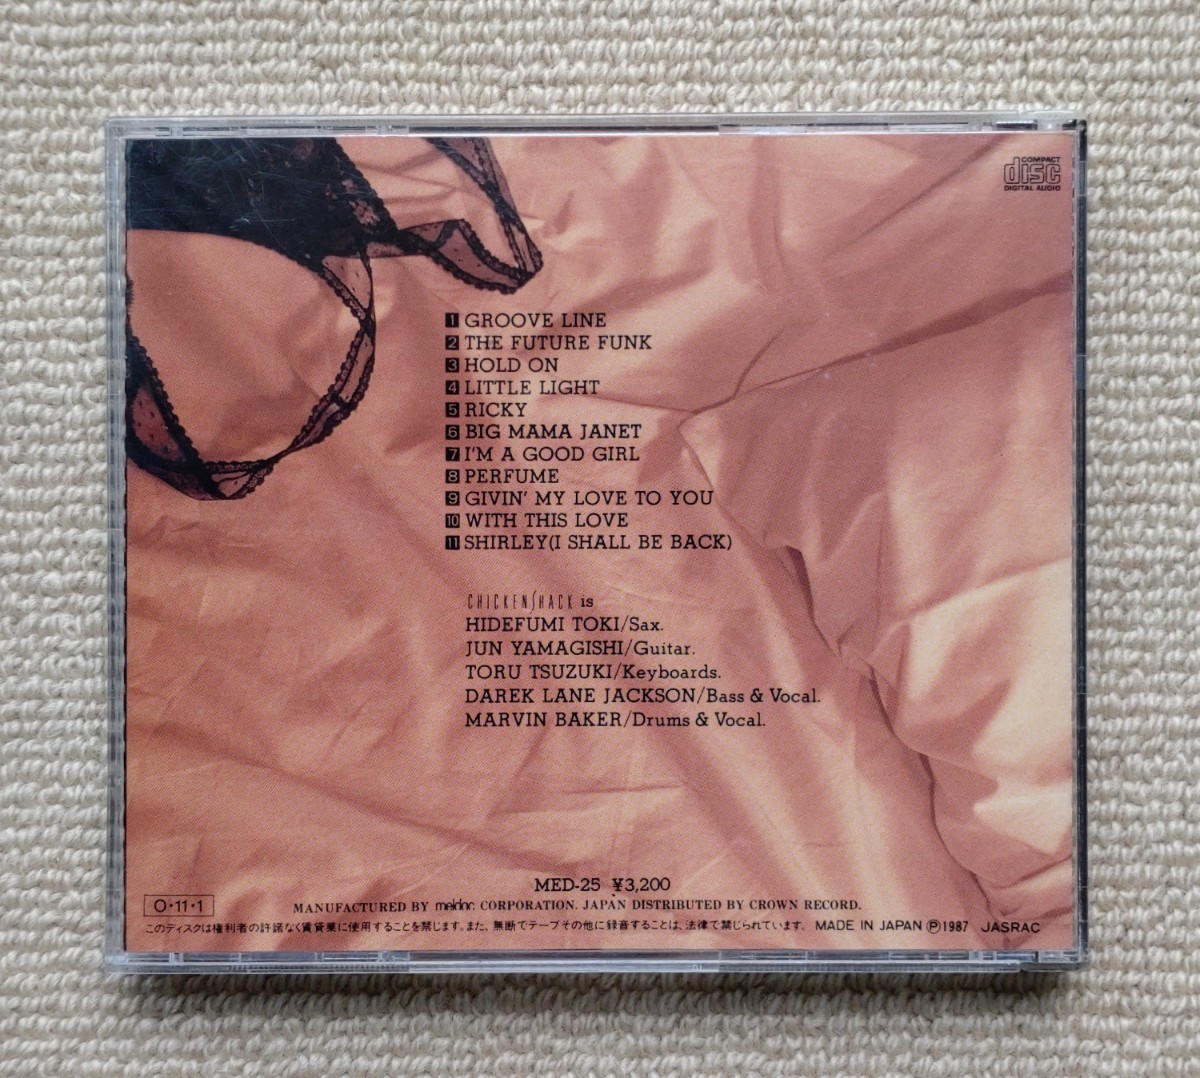 COMPACT
disc
DIGITAL AUDIO
1 GROOVE LINE
2 THE FUTURE FUNK
3 HOLD ON
4 LITTLE LIGHT
5 RICKY
6 BIG MAMA JANET
7 I'M A GOOD GIRL
8 PERFUME
9 GIVIN' MY LOVE TO YOU
10 WITH THIS LOVE
11 SHIRLEY(I SHALL BE BACK)
CHICKENSHACK is
HIDEFUMI TOKI/Sax.
JUN YAMAGISHI/Guitar.
TORU TSUZUKI/Keyboards.
DAREK LANE JACKSON/Bass & Vocal.
MARVIN BAKER/Drums & Vocal.
MED-25 ¥3,200
O・11・1
MANUFACTURED BY meldac CORPORATION. JAPAN DISTRIBUTED BY CROWN RECORD.
このディスクは権利者の許諾なく賃貸業に使用することを禁じます。また、無断でテープその他に録音することは、法律で禁じられています。 MADE IN JAPAN Ⓟ1987 JASRAC